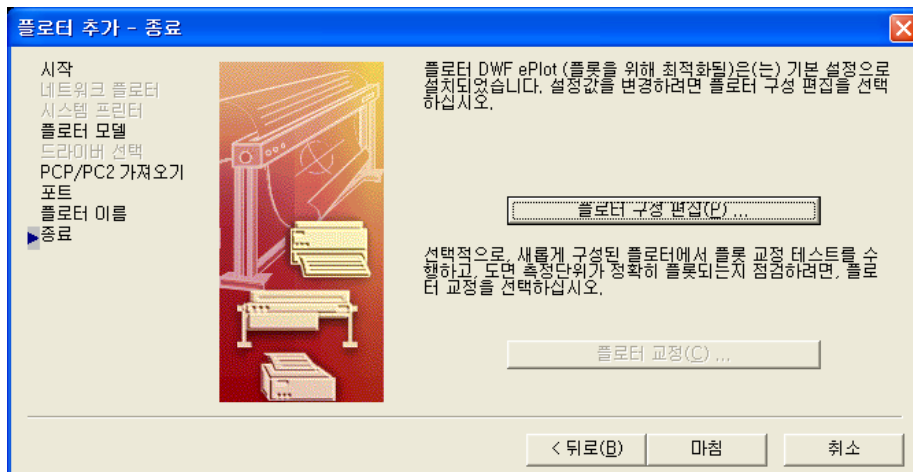 플로터 추가 - 종료
시작
네트워크 플로터
시스템 프린터
플로터 모델
드라이버 선택
PCP/PC2 가져오기
포트
플로터 이름
종료
플로터 DWF ePlot (플롯을 위해 최적화됨)은(는) 기본 설정으로
설치되었습니다. 설정값을 변경하려면 플로터 구성 편집을 선택
하십시오.
플로터 구성 편집(P) ...
선택적으로, 새롭게 구성된 플로터에서 플롯 교정 테스트를 수
행하고, 도면 측정단위가 정확히 플롯되는지 점검하려면, 플로
터 교정을 선택하십시오.
플로터 교정(C) ...
< 뒤로(B)
마침
취소